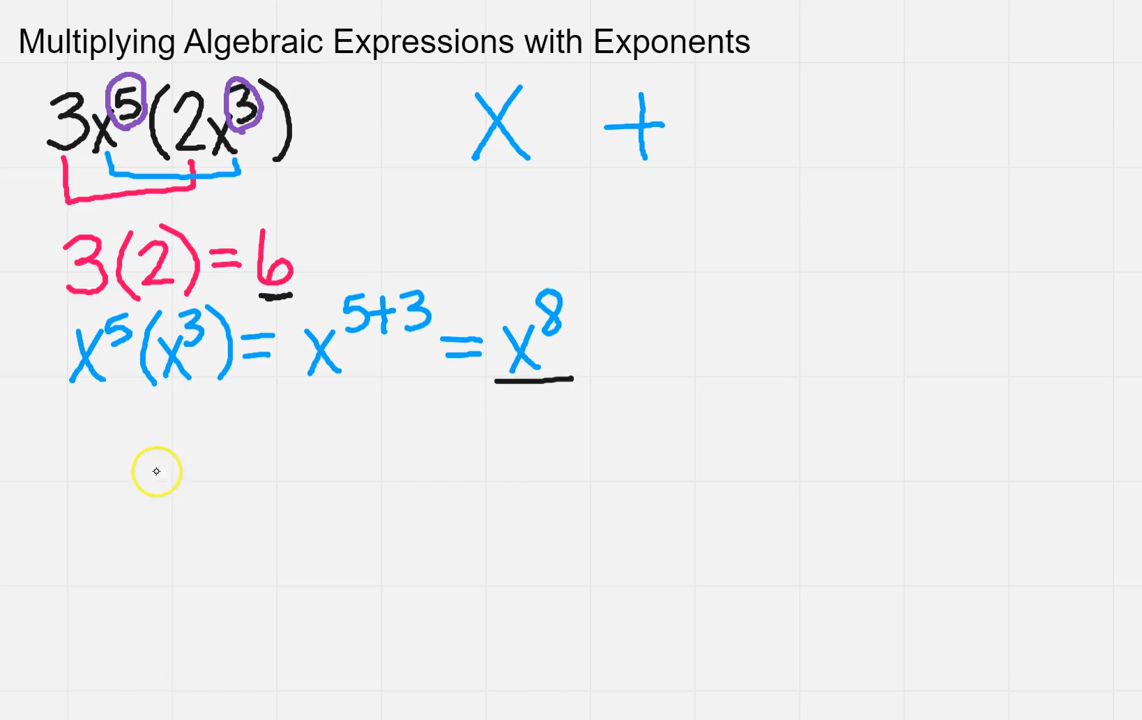 Multiplying Algebraic Expressions with Exponents
3x⁵(2x³) X +
3(2)=6
x⁵(x³)= x⁵⁺³ = x⁸